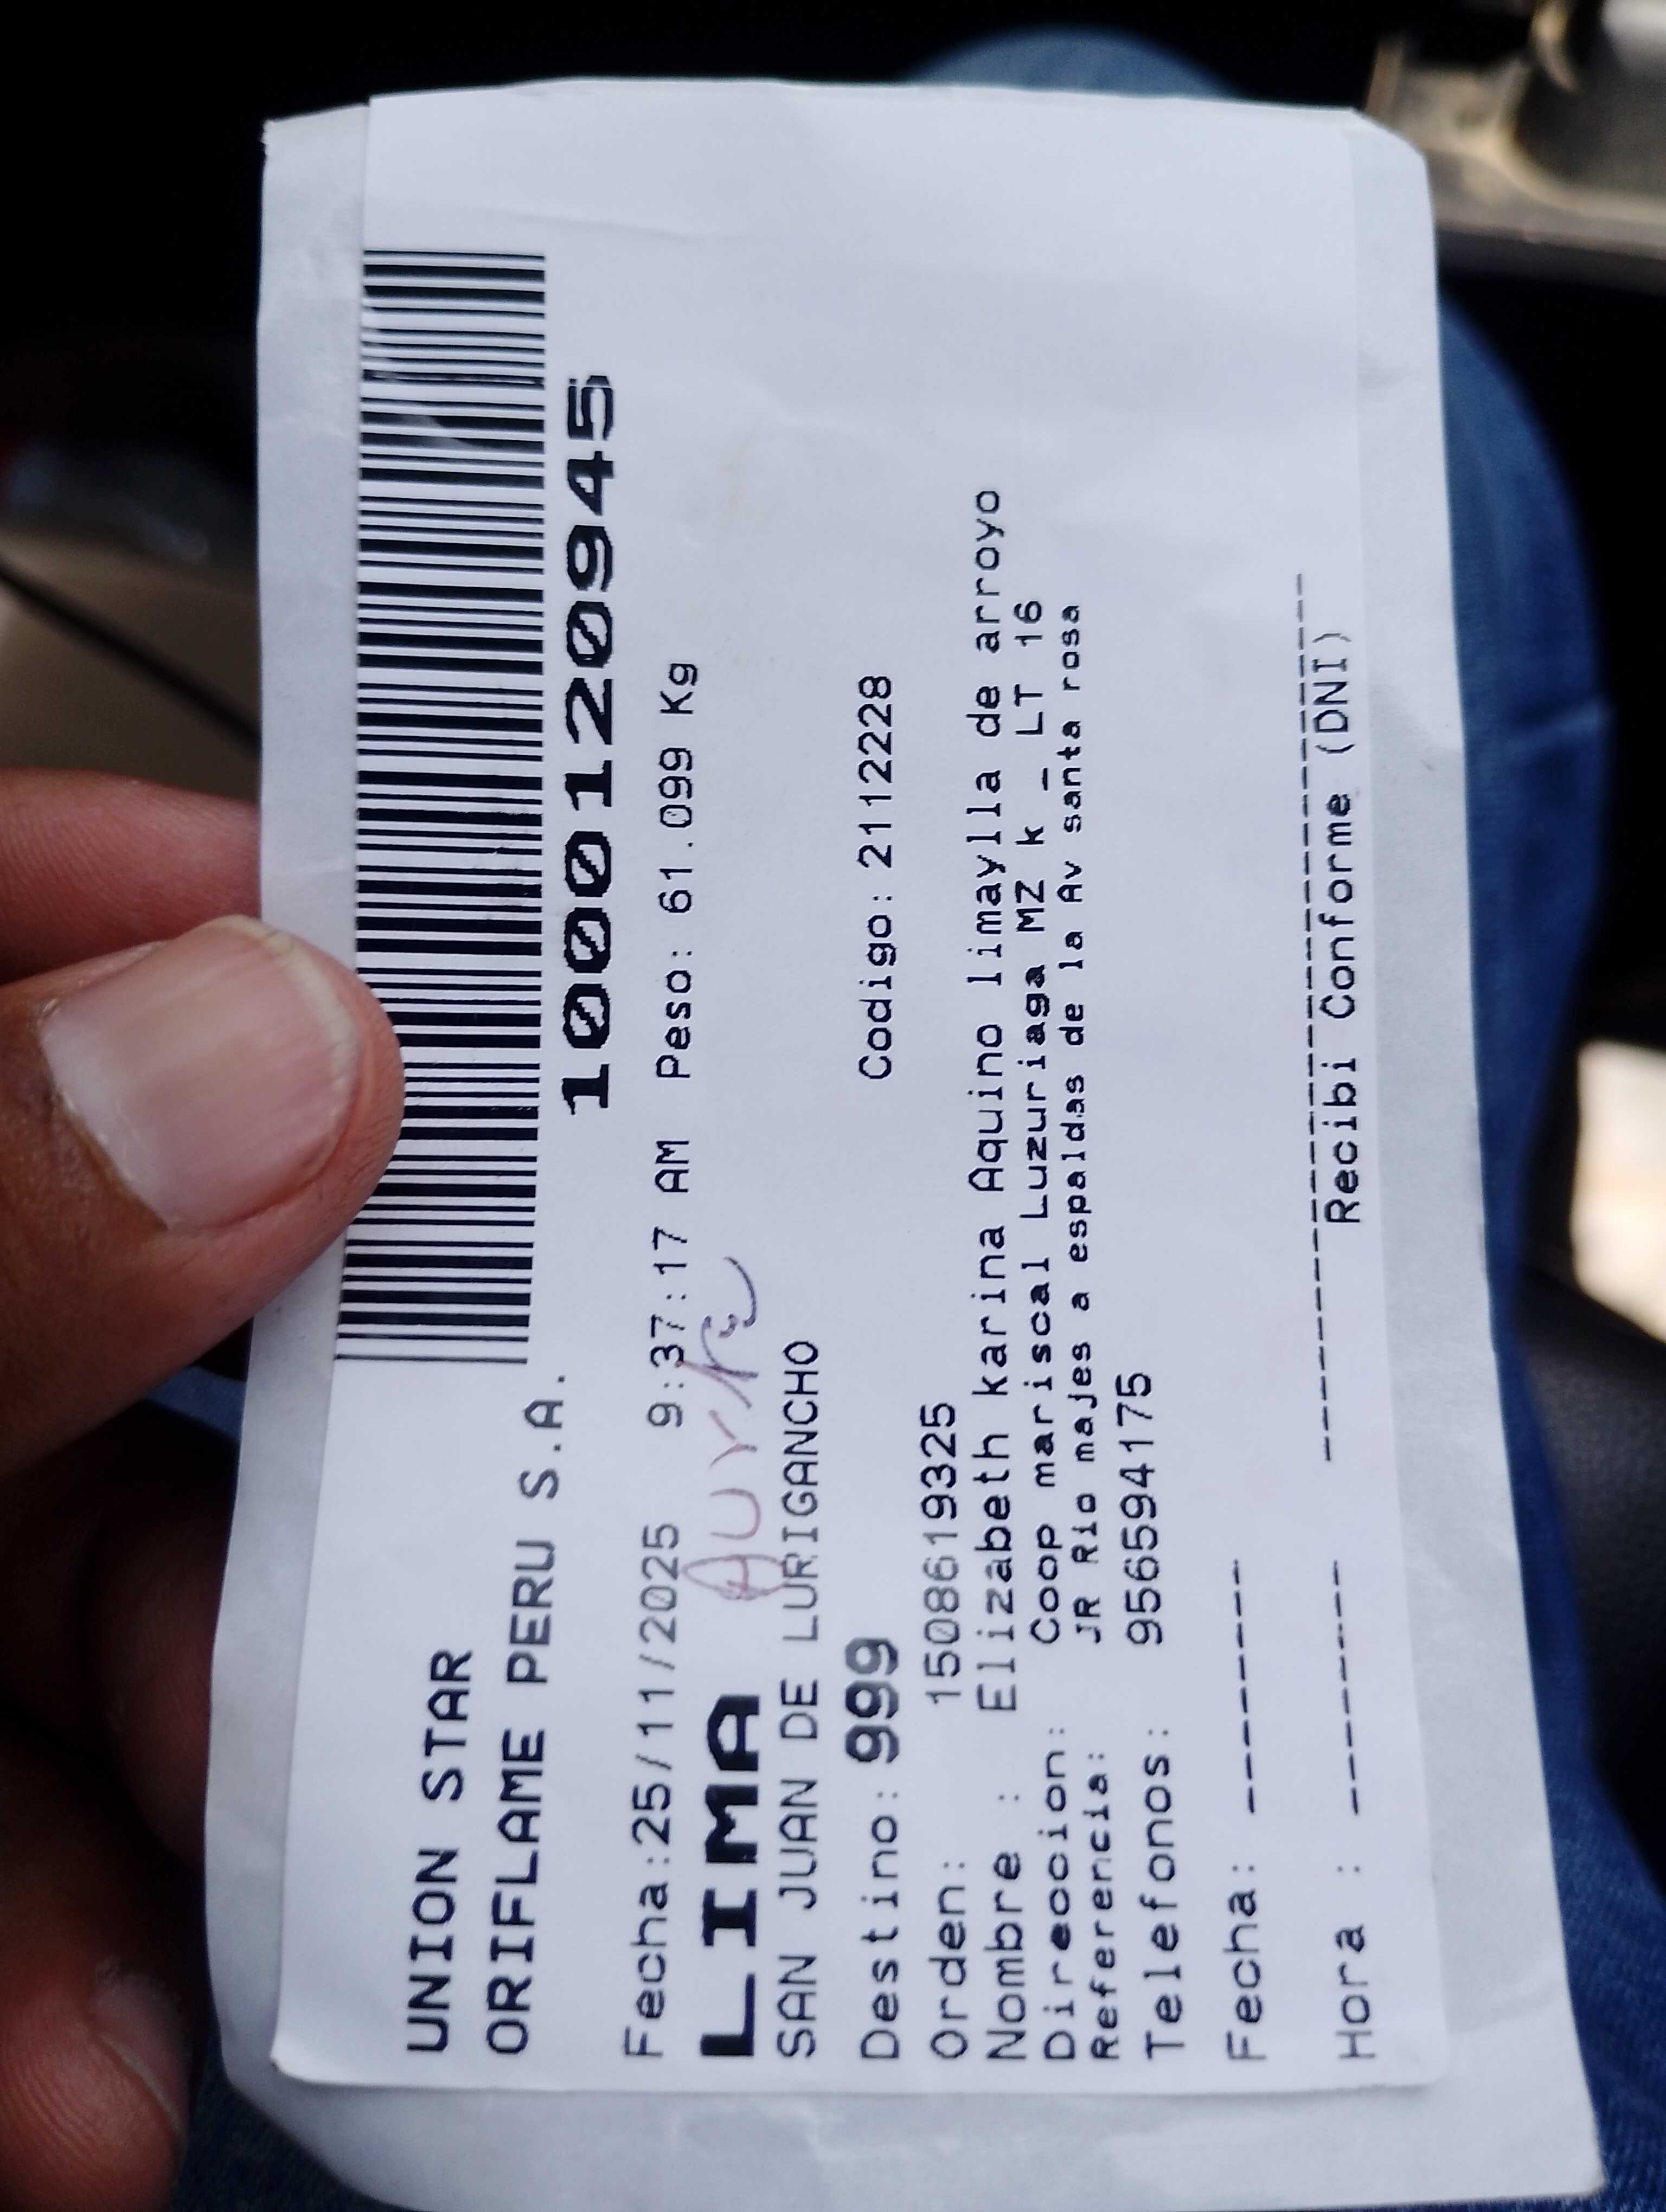 UNION STAR
ORIFLAME PERU S.A.
1000120945
Fecha:25/11/2025 9:37:17 AM Peso: 61.099 Kg
LIMA
SAN JUAN DE LURIGANCHO
Destino: 999 Codigo: 2112228
Orden: 1508619325
Nombre : Elizabeth karina Aquino limaylla de arroyo
Direccion: Coop mariscal Luzuriaga MZ k - LT 16
Referencia: JR Rio majes a espaldas de la Av santa rosa
Telefonos: 956594175
Fecha: --------
Hora : --------
Recibi Conforme (DNI)